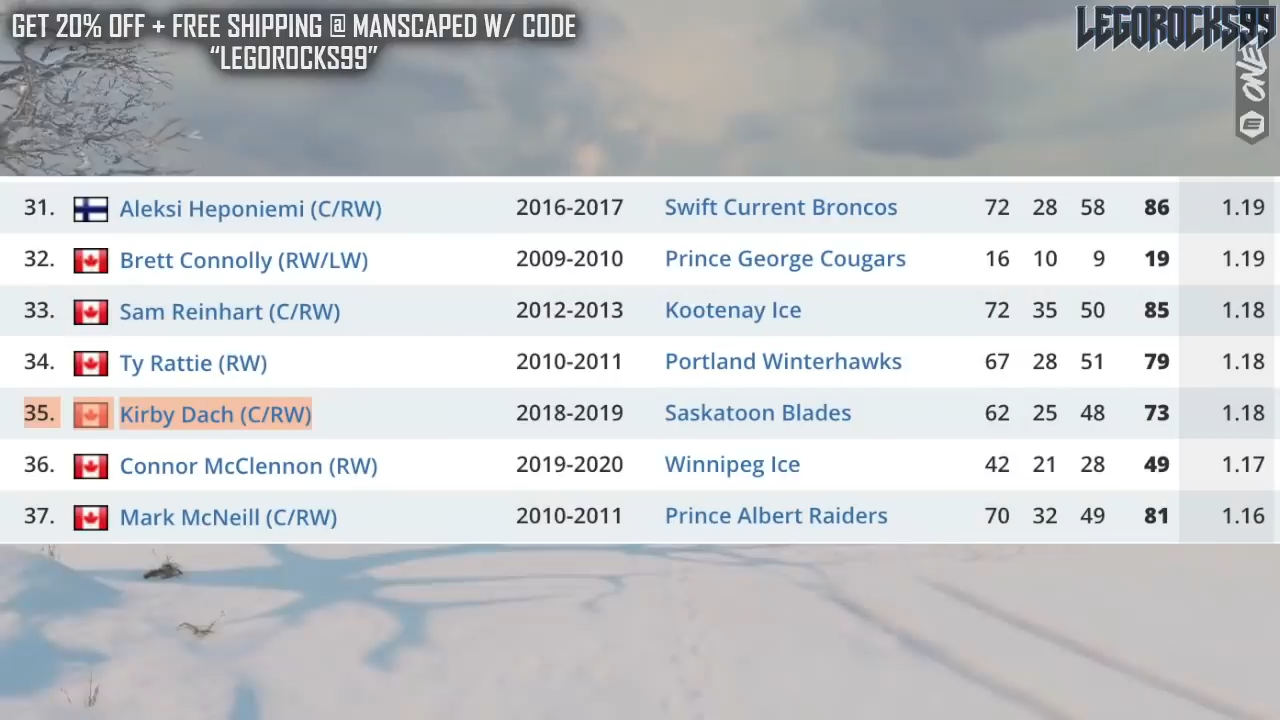 GET 20% OFF + FREE SHIPPING @ MANSCAPED W/ CODE
“LEGOROCKS99”
LEGOROCKS99
ONE
E
31. Aleksi Heponiemi (C/RW) 2016-2017 Swift Current Broncos 72 28 58 86 1.19
32. Brett Connolly (RW/LW) 2009-2010 Prince George Cougars 16 10 9 19 1.19
33. Sam Reinhart (C/RW) 2012-2013 Kootenay Ice 72 35 50 85 1.18
34. Ty Rattie (RW) 2010-2011 Portland Winterhawks 67 28 51 79 1.18
35. Kirby Dach (C/RW) 2018-2019 Saskatoon Blades 62 25 48 73 1.18
36. Connor McClennon (RW) 2019-2020 Winnipeg Ice 42 21 28 49 1.17
37. Mark McNeill (C/RW) 2010-2011 Prince Albert Raiders 70 32 49 81 1.16